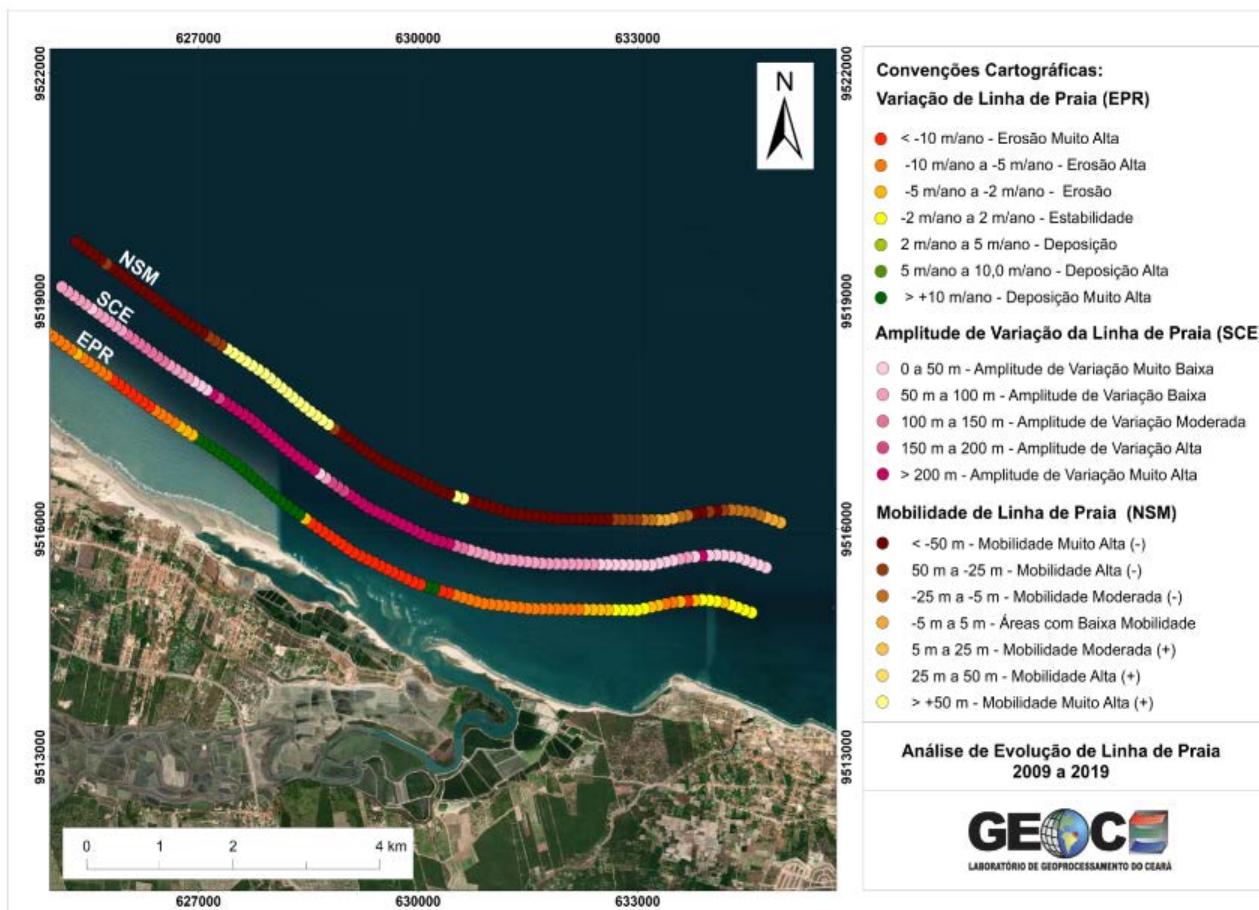 627000
630000
633000
9522000
9522000
N
9519000
9519000
NSM
SCE
EPR
9516000
9516000
9513000
9513000
0
1
2
4 km
627000
630000
633000
Convenções Cartográficas:
Variação de Linha de Praia (EPR)
< -10 m/ano - Erosão Muito Alta
-10 m/ano a -5 m/ano - Erosão Alta
-5 m/ano a -2 m/ano - Erosão
-2 m/ano a 2 m/ano - Estabilidade
2 m/ano a 5 m/ano - Deposição
5 m/ano a 10,0 m/ano - Deposição Alta
> +10 m/ano - Deposição Muito Alta
Amplitude de Variação da Linha de Praia (SCE
0 a 50 m - Amplitude de Variação Muito Baixa
50 m a 100 m - Amplitude de Variação Baixa
100 m a 150 m - Amplitude de Variação Moderada
150 m a 200 m - Amplitude de Variação Alta
> 200 m - Amplitude de Variação Muito Alta
Mobilidade de Linha de Praia (NSM)
< -50 m - Mobilidade Muito Alta (-)
50 m a -25 m - Mobilidade Alta (-)
-25 m a -5 m - Mobilidade Moderada (-)
-5 m a 5 m - Áreas com Baixa Mobilidade
5 m a 25 m - Mobilidade Moderada (+)
25 m a 50 m - Mobilidade Alta (+)
> +50 m - Mobilidade Muito Alta (+)
Análise de Evolução de Linha de Praia
2009 a 2019
GEOCE
LABORATÓRIO DE GEOPROCESSAMENTO DO CEARÁ